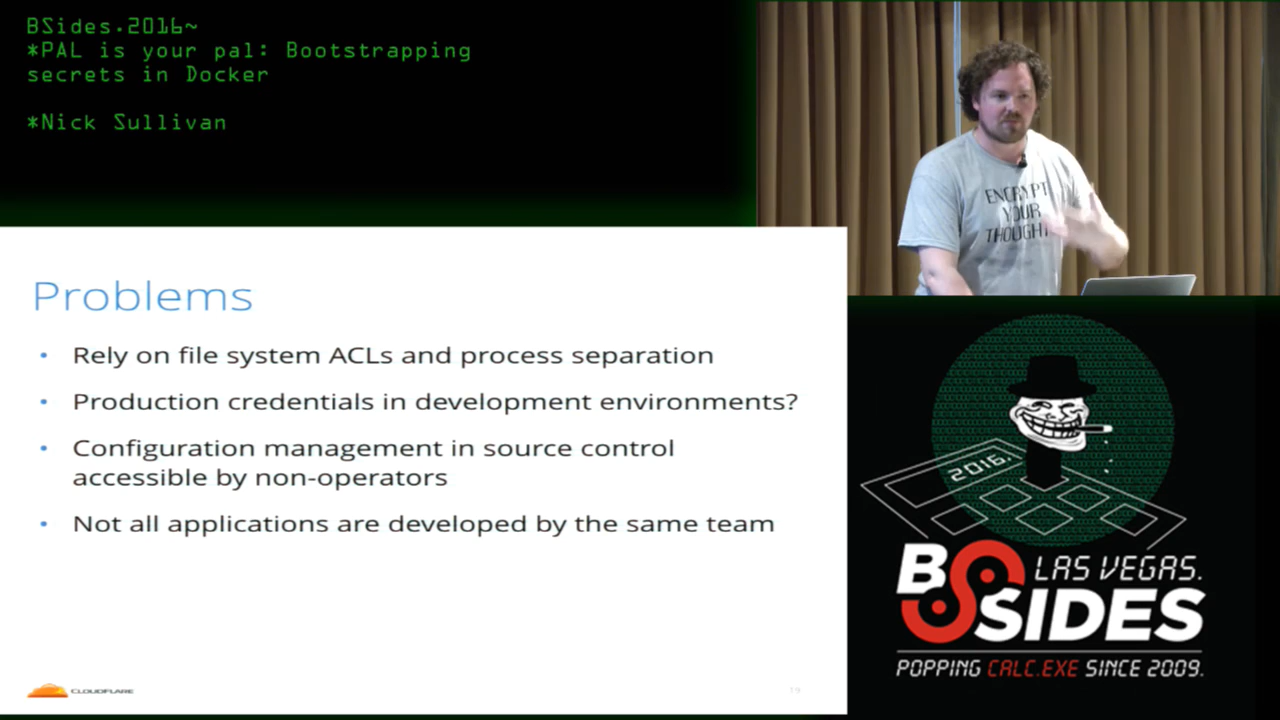 BSides.2016~
*PAL is your pal: Bootstrapping
secrets in Docker
*Nick Sullivan
ENCRYPT
YOUR
THOUGHT
Problems
• Rely on file system ACLs and process separation
• Production credentials in development environments?
• Configuration management in source control
accessible by non-operators
• Not all applications are developed by the same team
CLOUDFLARE
19
2016.
BSIDES
LAS VEGAS.
POPPING CALC.EXE SINCE 2009.